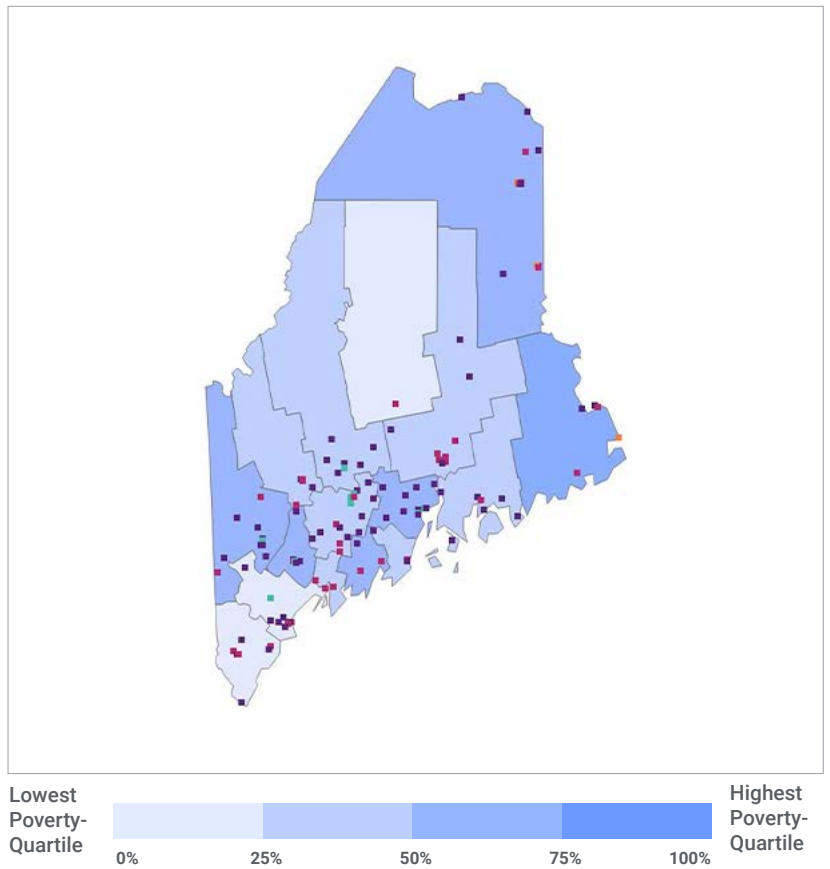 Lowest
Poverty-
Quartile
0%
25%
50%
75%
100%
Highest
Poverty-
Quartile